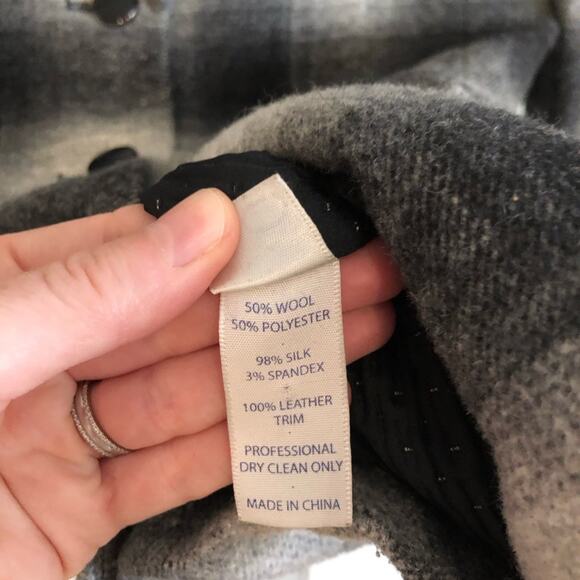 50% WOOL
50% POLYESTER
98% SILK
3% SPANDEX
100% LEATHER
TRIM
PROFESSIONAL
DRY CLEAN ONLY
MADE IN CHINA